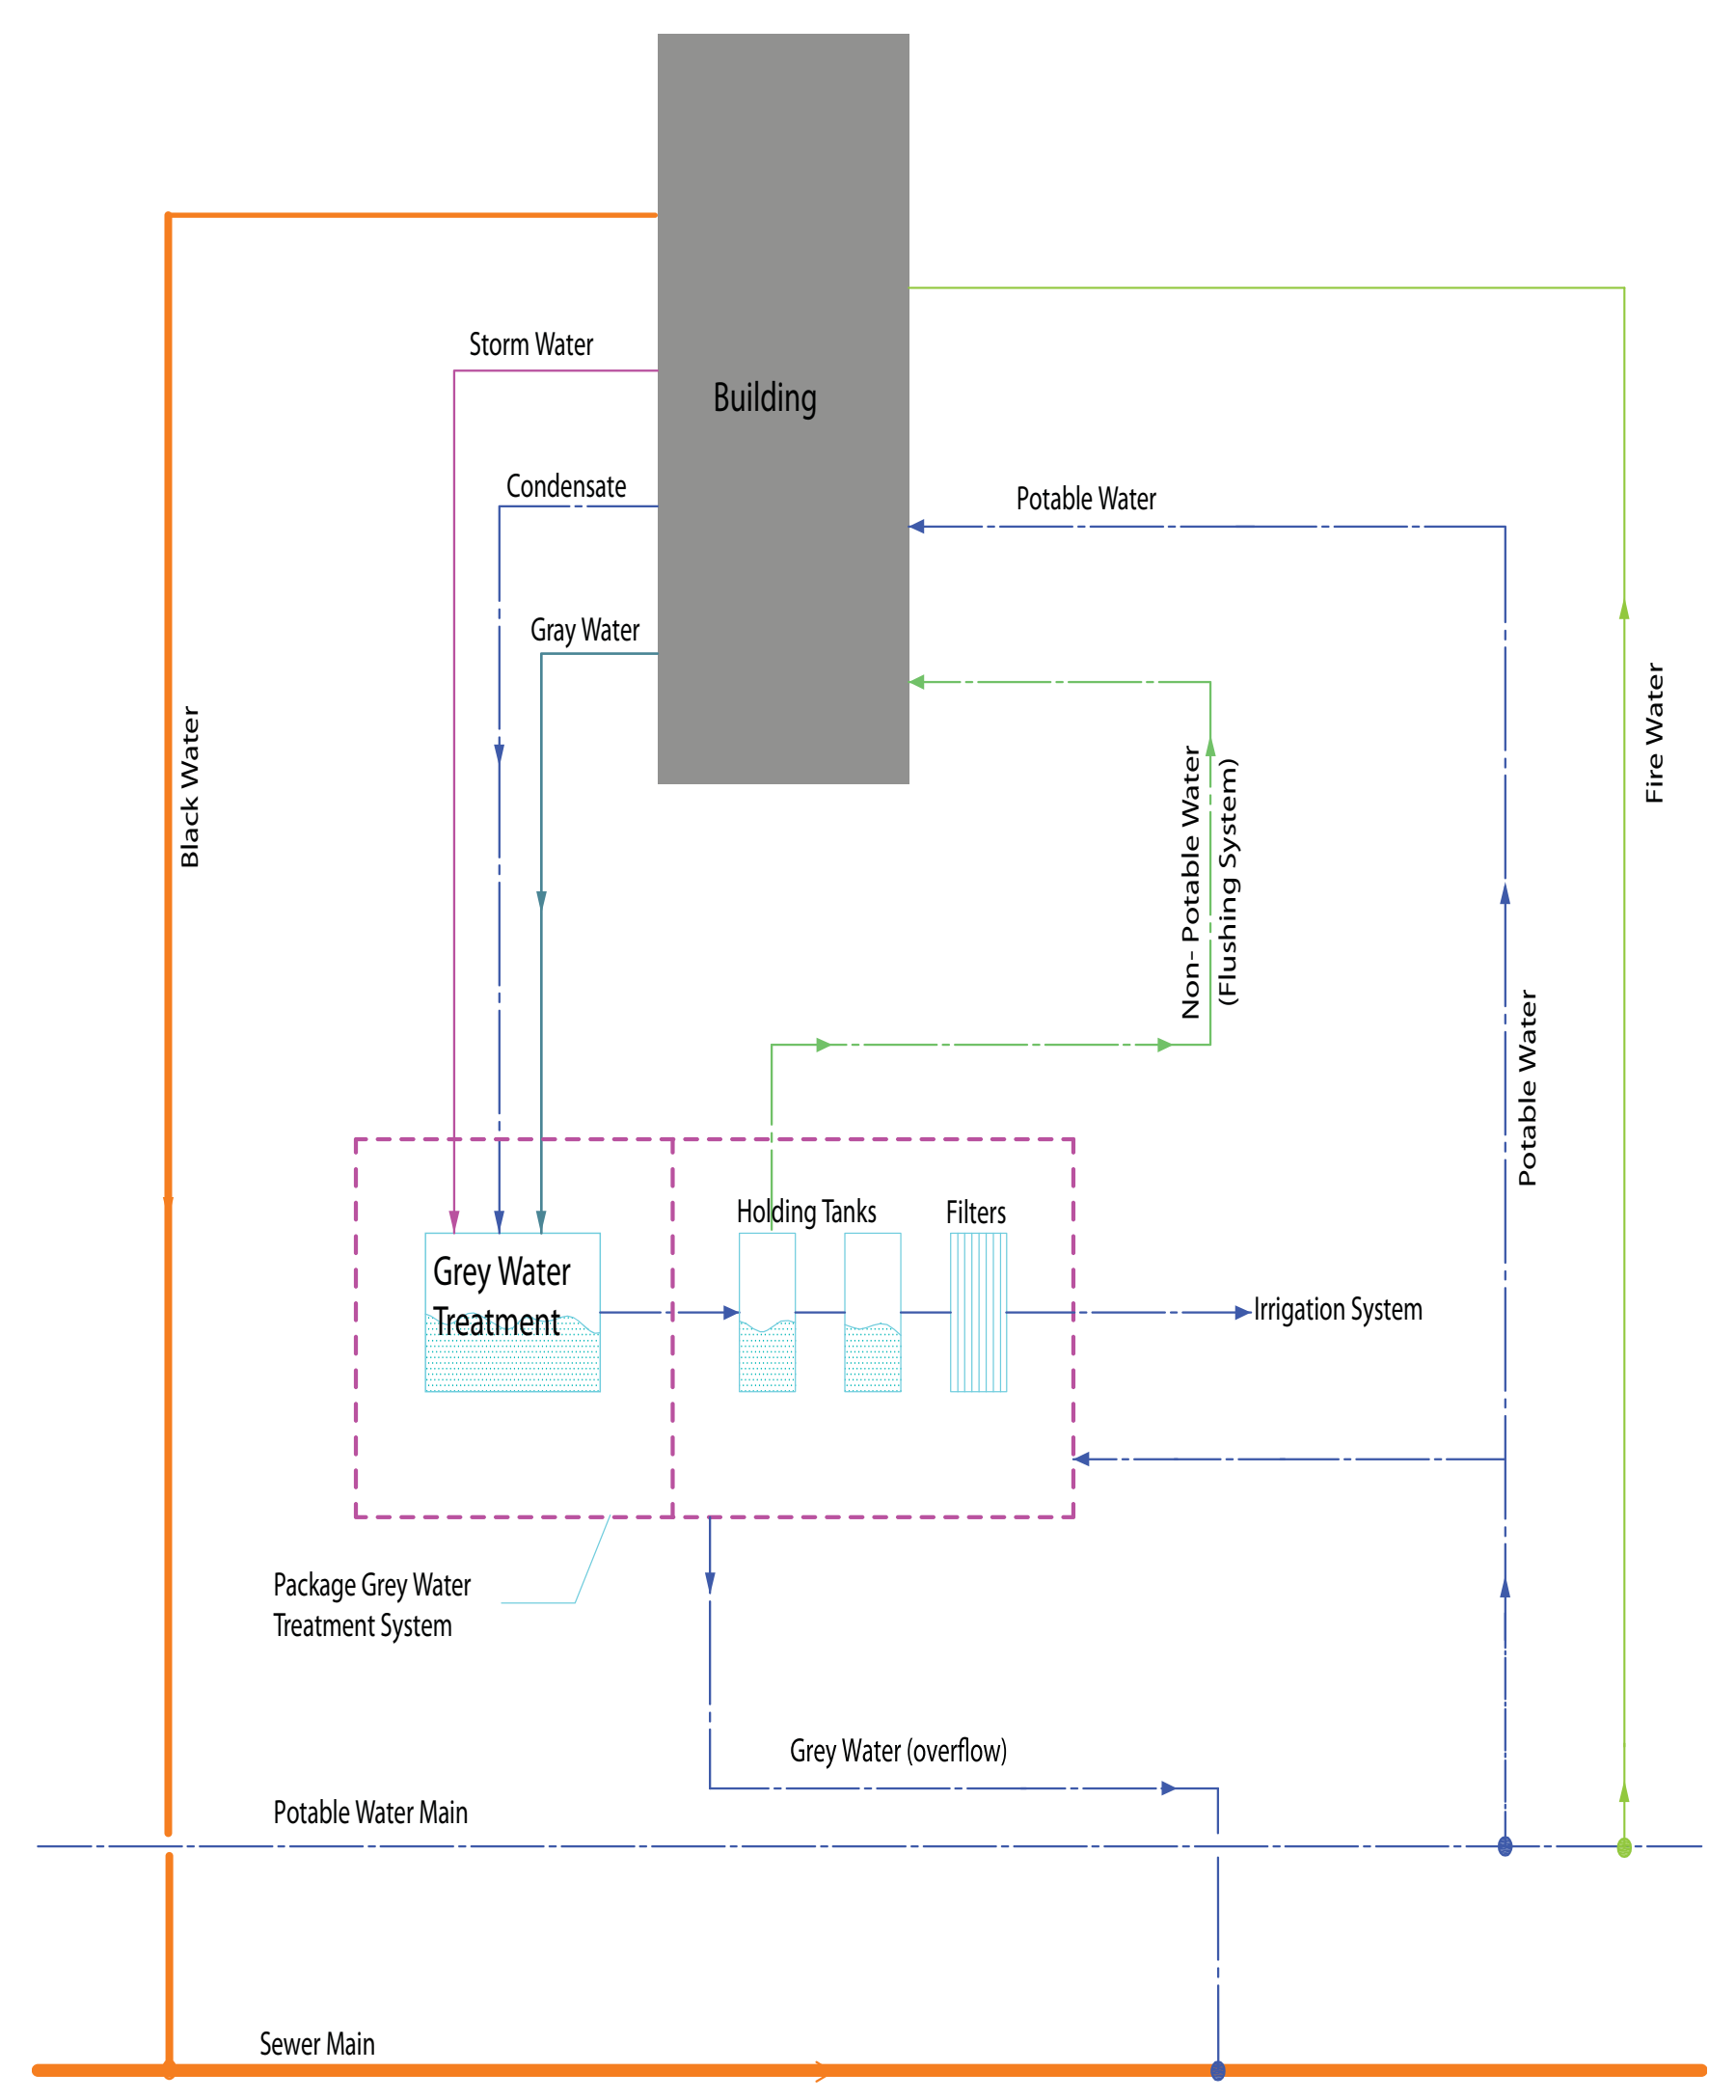 Storm Water
Building
Condensate
Potable Water
Gray Water
Black Water
Non- Potable Water
(Flushing System)
Fire Water
Potable Water
Holding Tanks
Filters
Grey Water
Treatment
Irrigation System
Package Grey Water
Treatment System
Grey Water (overflow)
Potable Water Main
Sewer Main